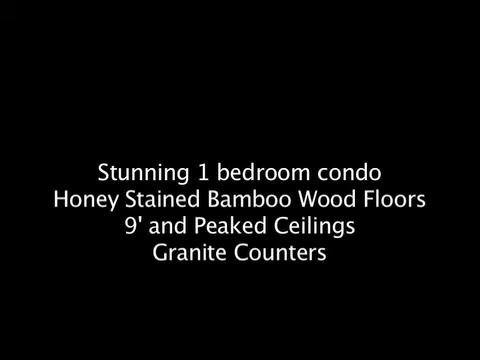 Stunning 1 bedroom condo
Honey Stained Bamboo Wood Floors
9' and Peaked Ceilings
Granite Counters